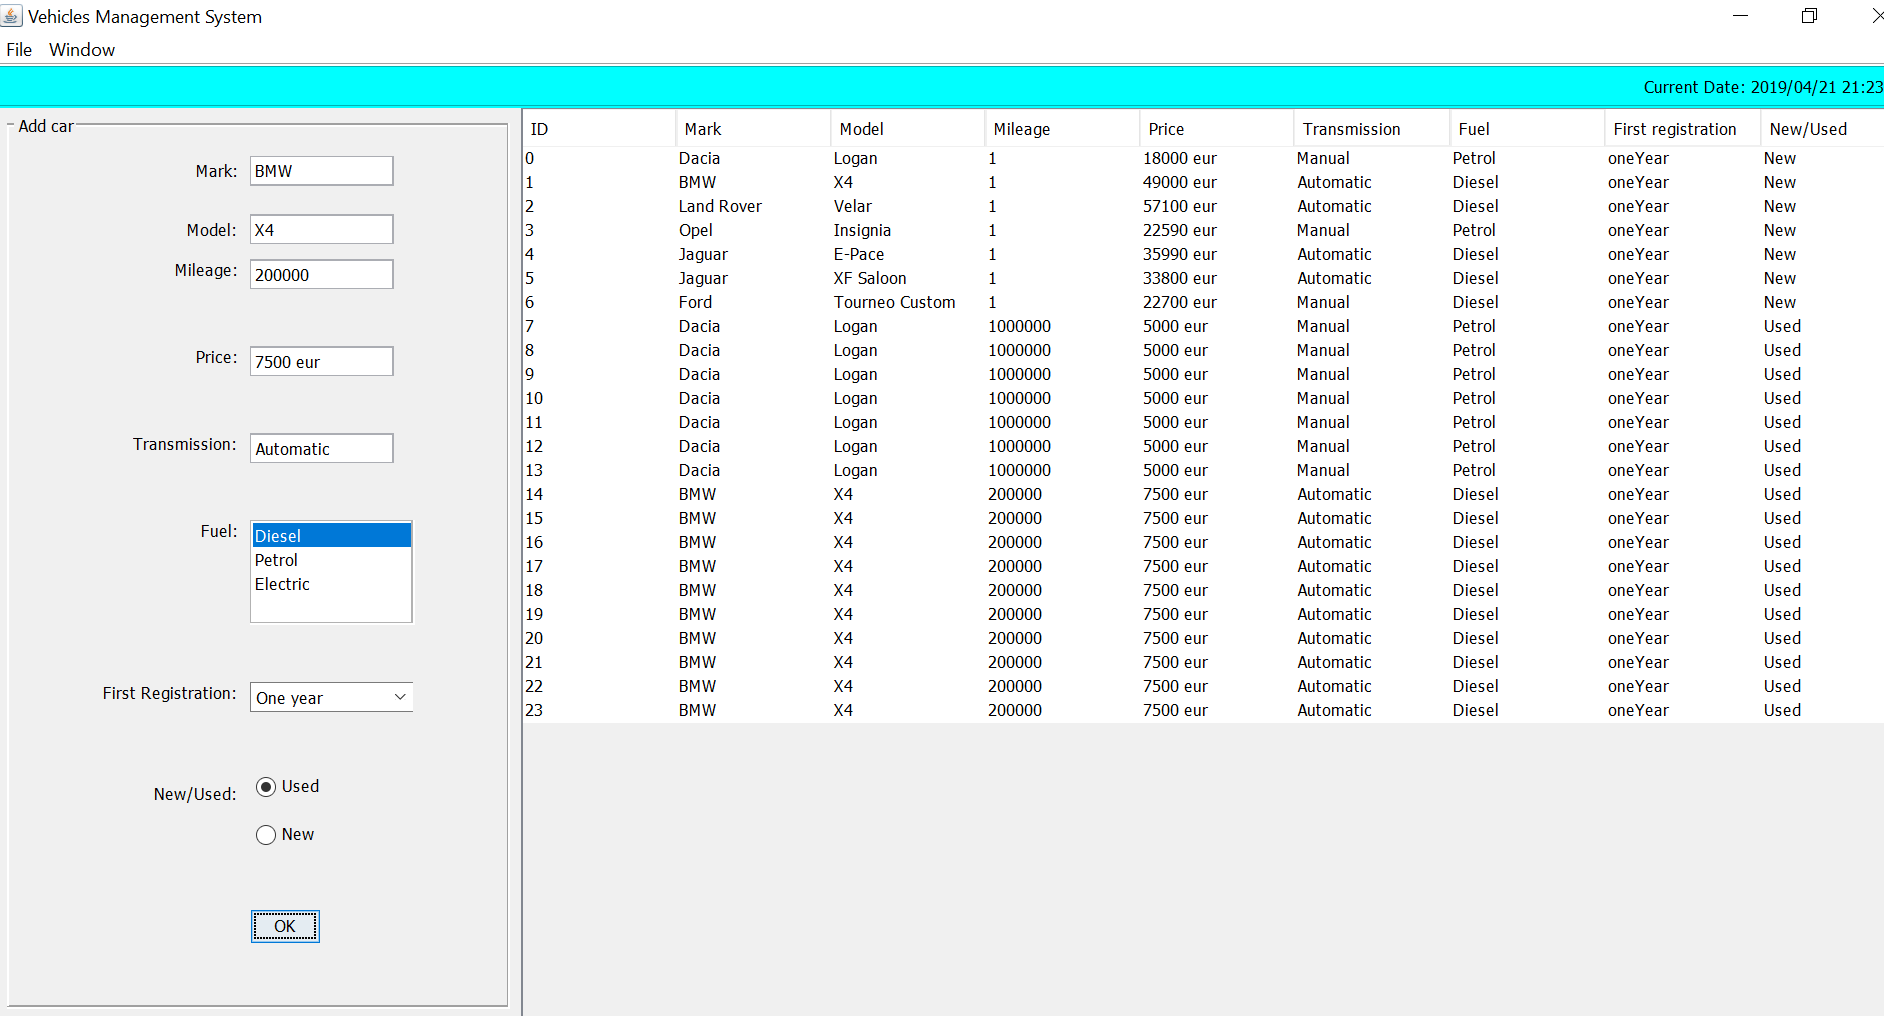 Vehicles Management System
File Window
Current Date: 2019/04/21 21:23
Add car
Mark: BMW
Model: X4
Mileage: 200000
Price: 7500 eur
Transmission: Automatic
Fuel: Diesel
Petrol
Electric
First Registration: One year
New/Used: Used
New
OK
ID Mark Model Mileage Price Transmission Fuel First registration New/Used
0 Dacia Logan 1 18000 eur Manual Petrol oneYear New
1 BMW X4 1 49000 eur Automatic Diesel oneYear New
2 Land Rover Velar 1 57100 eur Automatic Diesel oneYear New
3 Opel Insignia 1 22590 eur Manual Petrol oneYear New
4 Jaguar E-Pace 1 35990 eur Automatic Diesel oneYear New
5 Jaguar XF Saloon 1 33800 eur Automatic Diesel oneYear New
6 Ford Tourneo Custom 1 22700 eur Manual Diesel oneYear New
7 Dacia Logan 1000000 5000 eur Manual Petrol oneYear Used
8 Dacia Logan 1000000 5000 eur Manual Petrol oneYear Used
9 Dacia Logan 1000000 5000 eur Manual Petrol oneYear Used
10 Dacia Logan 1000000 5000 eur Manual Petrol oneYear Used
11 Dacia Logan 1000000 5000 eur Manual Petrol oneYear Used
12 Dacia Logan 1000000 5000 eur Manual Petrol oneYear Used
13 Dacia Logan 1000000 5000 eur Manual Petrol oneYear Used
14 BMW X4 200000 7500 eur Automatic Diesel oneYear Used
15 BMW X4 200000 7500 eur Automatic Diesel oneYear Used
16 BMW X4 200000 7500 eur Automatic Diesel oneYear Used
17 BMW X4 200000 7500 eur Automatic Diesel oneYear Used
18 BMW X4 200000 7500 eur Automatic Diesel oneYear Used
19 BMW X4 200000 7500 eur Automatic Diesel oneYear Used
20 BMW X4 200000 7500 eur Automatic Diesel oneYear Used
21 BMW X4 200000 7500 eur Automatic Diesel oneYear Used
22 BMW X4 200000 7500 eur Automatic Diesel oneYear Used
23 BMW X4 200000 7500 eur Automatic Diesel oneYear Used